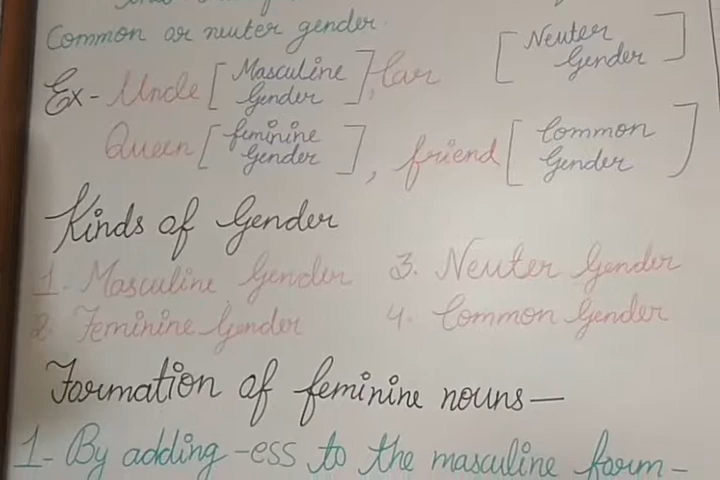 Common or neuter gender.
Ex- Uncle [Masculine Gender], Car [Neuter Gender]
Queen [feminine Gender], friend [Common Gender]
Kinds of Gender
1. Masculine Gender 3. Neuter Gender
2. Feminine Gender 4. Common Gender
Formation of feminine nouns—
1- By adding -ess to the masculine form-